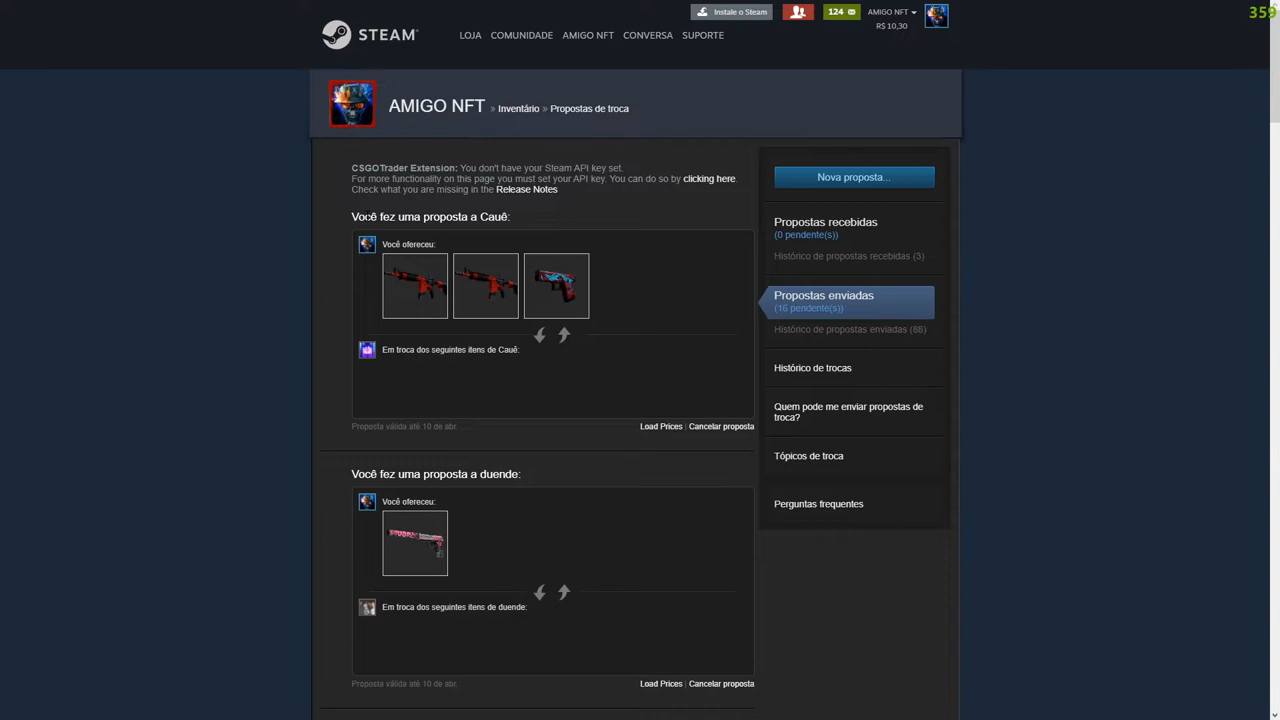 359
Instale o Steam
124
AMIGO NFT
R$ 10,30
STEAM
LOJA COMUNIDADE AMIGO NFT CONVERSA SUPORTE
AMIGO NFT » Inventário » Propostas de troca
CSGOTrader Extension: You don't have your Steam API key set.
For more functionality on this page you must set your API key. You can do so by clicking here.
Check what you are missing in the Release Notes
Você fez uma proposta a Cauê:
Você ofereceu:
Em troca dos seguintes itens de Cauê:
Proposta válida até 10 de abr.
Load Prices | Cancelar proposta
Você fez uma proposta a duende:
Você ofereceu:
Em troca dos seguintes itens de duende:
Proposta válida até 10 de abr.
Load Prices | Cancelar proposta
Nova proposta...
Propostas recebidas
(0 pendente(s))
Histórico de propostas recebidas (3)
Propostas enviadas
(16 pendente(s))
Histórico de propostas enviadas (88)
Histórico de trocas
Quem pode me enviar propostas de
troca?
Tópicos de troca
Perguntas frequentes